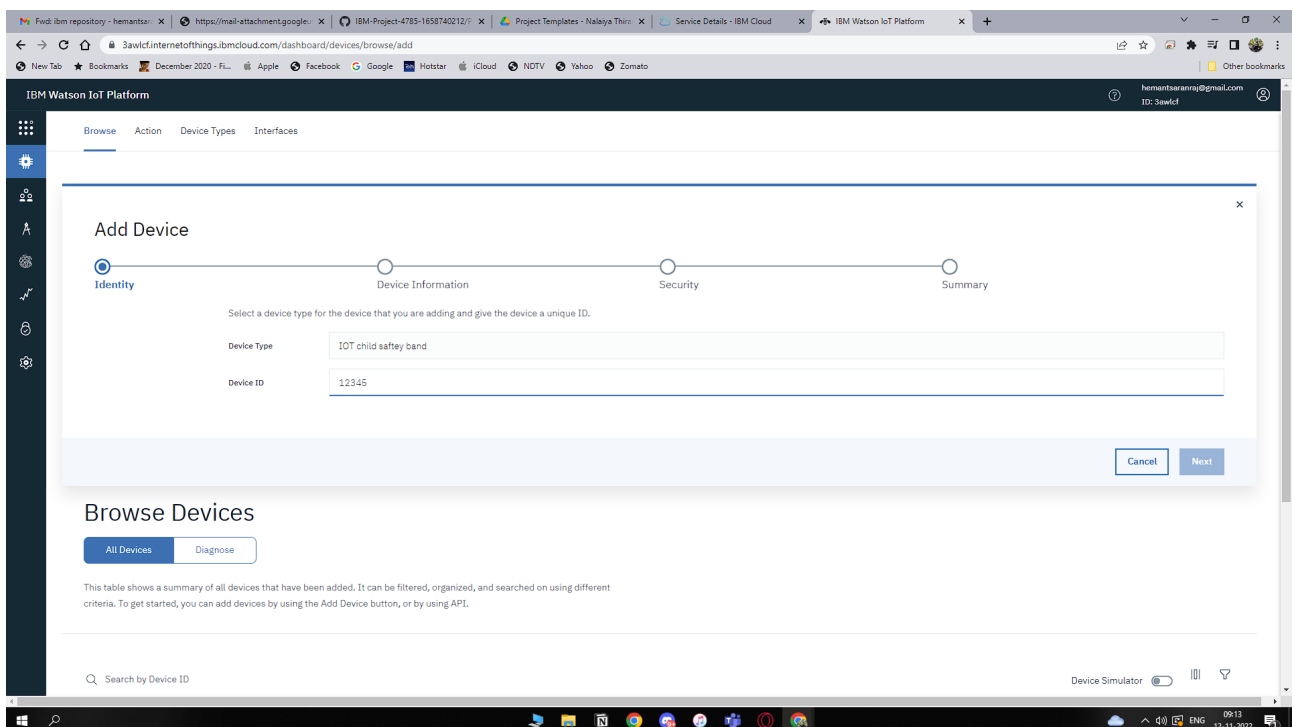 Fwd: ibm repository - hemantsar
https://mail-attachment.googleu
IBM-Project-4785-1658740212/P
Project Templates - Nalaiya Thira
Service Details - IBM Cloud
IBM Watson IoT Platform
3awlcf.internetofthings.ibmcloud.com/dashboard/devices/browse/add
New Tab Bookmarks December 2020 - Fi... Apple Facebook Google Hotstar iCloud NDTV Yahoo Zomato Other bookmarks
IBM Watson IoT Platform
hemantsaranraj@gmail.com
ID: 3awlcf
Browse Action Device Types Interfaces
Add Device
Identity Device Information Security Summary
Select a device type for the device that you are adding and give the device a unique ID.
Device Type IOT child saftey band
Device ID 12345
Cancel Next
Browse Devices
All Devices Diagnose
This table shows a summary of all devices that have been added. It can be filtered, organized, and searched on using different
criteria. To get started, you can add devices by using the Add Device button, or by using API.
Search by Device ID Device Simulator
ENG 09:13
12-11-2022